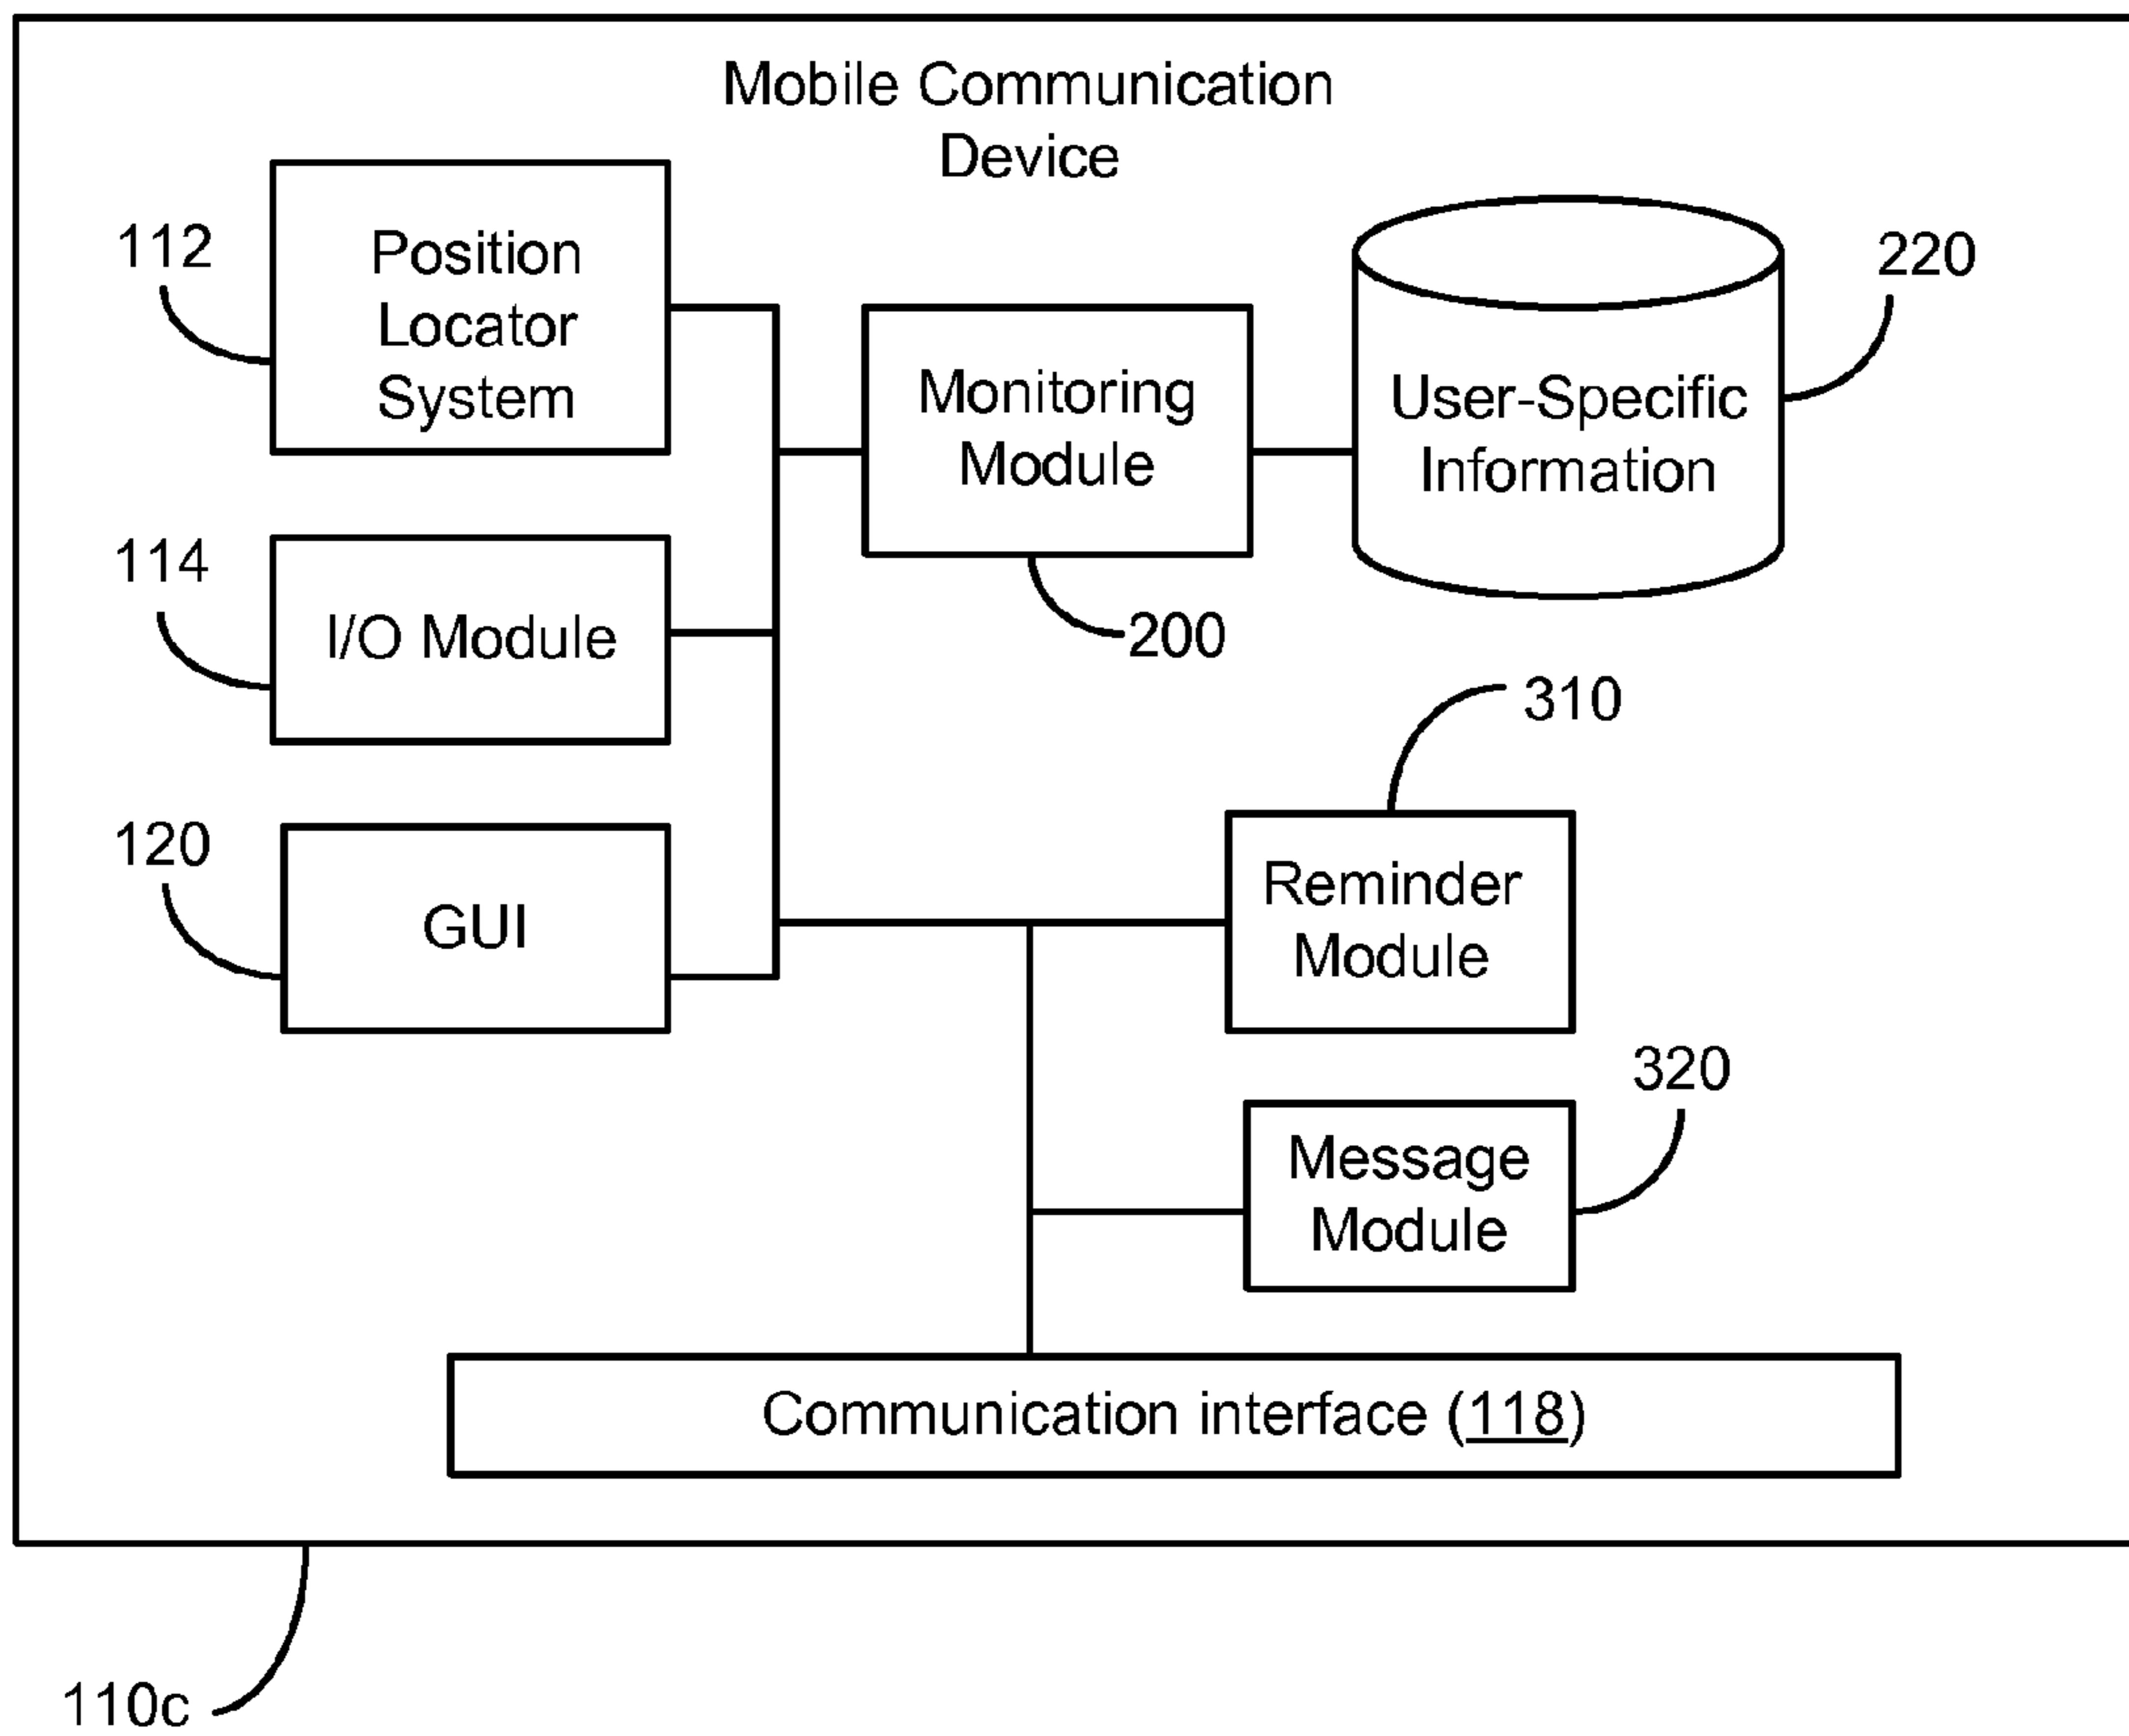 Mobile Communication
Device
112
Position
Locator
System
Monitoring
Module
200
User-Specific
Information
220
114
I/O Module
310
Reminder
Module
120
GUI
320
Message
Module
Communication interface (118)
110c